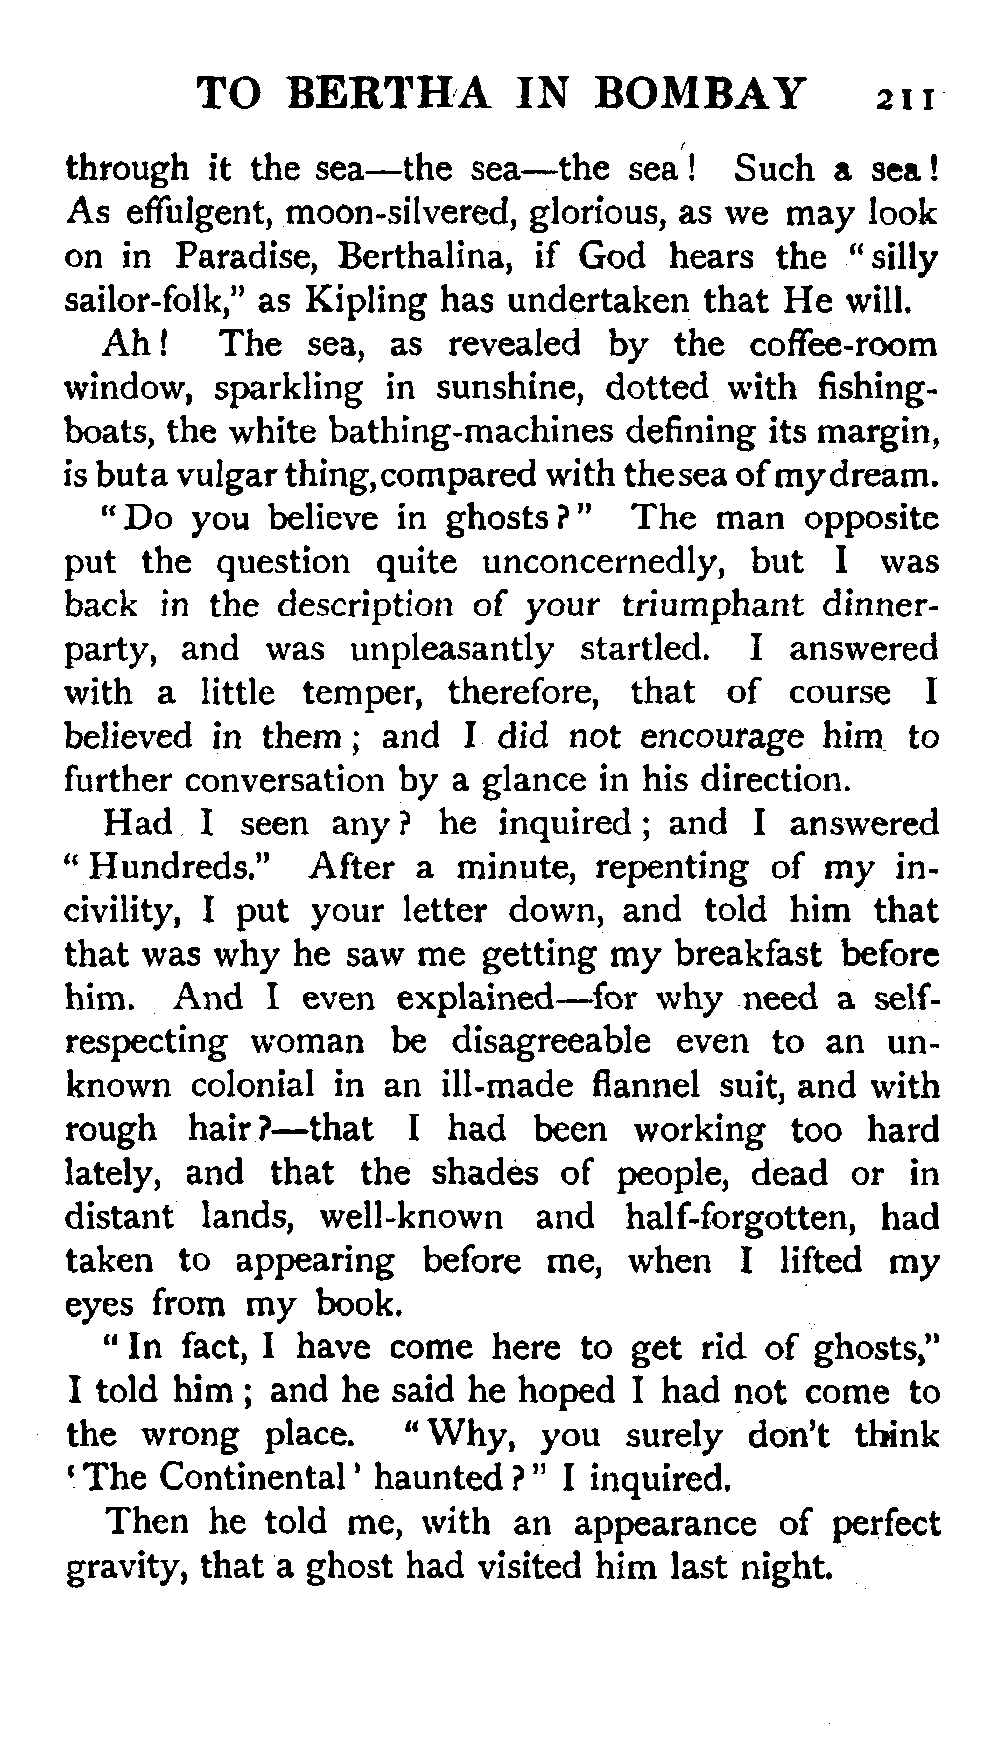 TO BERTHA IN BOMBAY 211
through it the sea—the sea—the sea! Such a sea!
As effulgent, moon-silvered, glorious, as we may look
on in Paradise, Berthalina, if God hears the "silly
sailor-folk," as Kipling has undertaken that He will.
Ah! The sea, as revealed by the coffee-room
window, sparkling in sunshine, dotted with fishing-
boats, the white bathing-machines defining its margin,
is but a vulgar thing, compared with the sea of my dream.
"Do you believe in ghosts?" The man opposite
put the question quite unconcernedly, but I was
back in the description of your triumphant dinner-
party, and was unpleasantly startled. I answered
with a little temper, therefore, that of course I
believed in them; and I did not encourage him to
further conversation by a glance in his direction.
Had I seen any? he inquired; and I answered
"Hundreds." After a minute, repenting of my in-
civility, I put your letter down, and told him that
that was why he saw me getting my breakfast before
him. And I even explained—for why need a self-
respecting woman be disagreeable even to an un-
known colonial in an ill-made flannel suit, and with
rough hair?—that I had been working too hard
lately, and that the shades of people, dead or in
distant lands, well-known and half-forgotten, had
taken to appearing before me, when I lifted my
eyes from my book.
"In fact, I have come here to get rid of ghosts,"
I told him; and he said he hoped I had not come to
the wrong place. "Why, you surely don't think
'The Continental' haunted?" I inquired.
Then he told me, with an appearance of perfect
gravity, that a ghost had visited him last night.